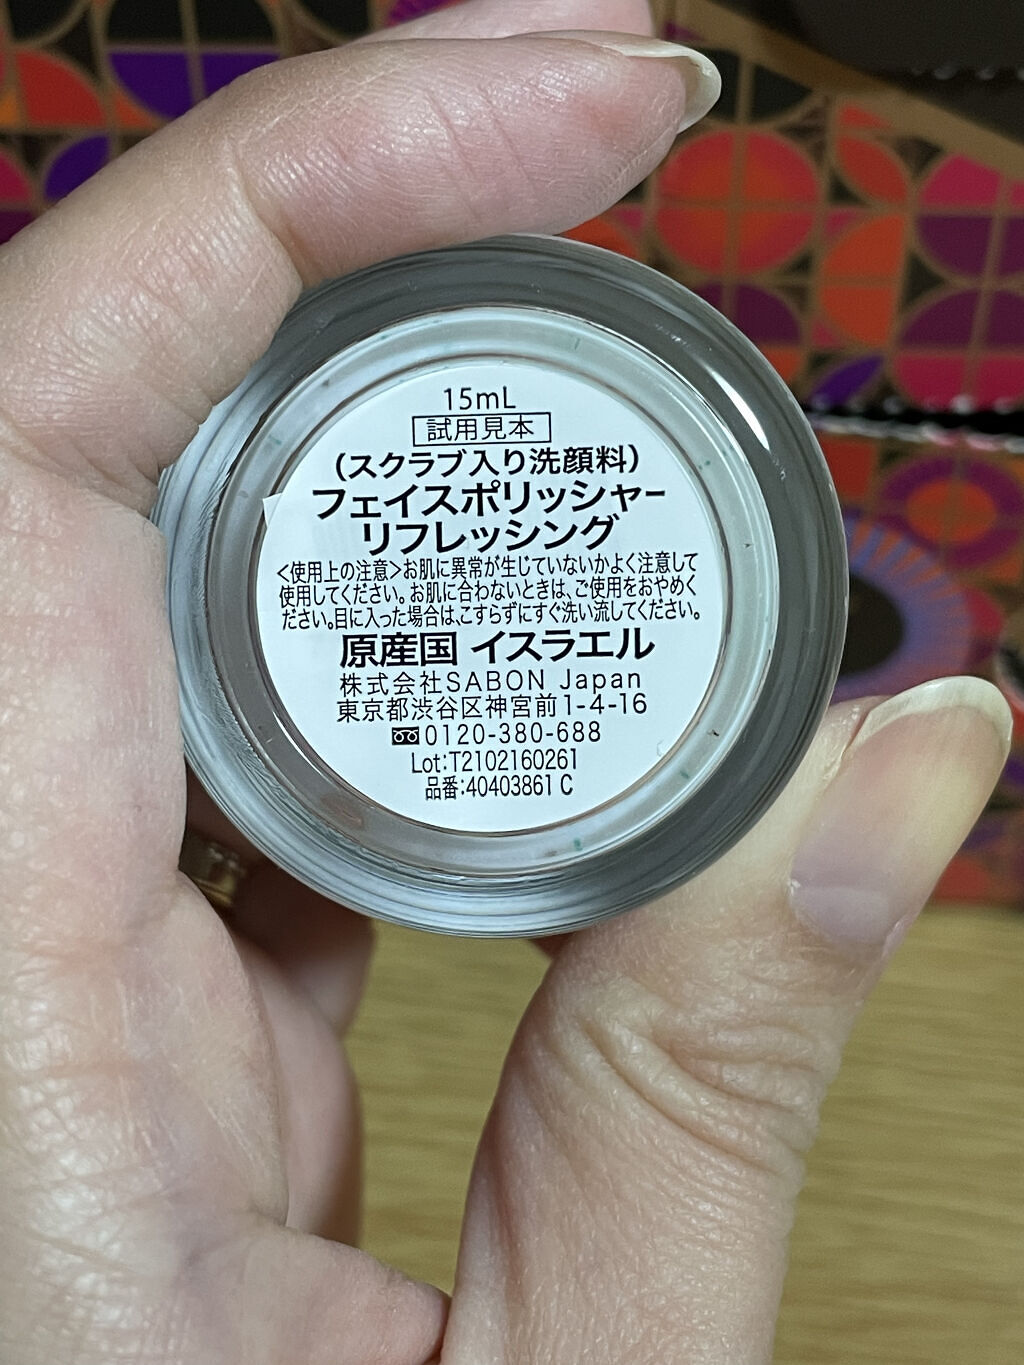 15mL
試用見本
(スクラブ入り洗顔料)
フェイスポリッシャー
リフレッシング
<使用上の注意>お肌に異常が生じていないかよく注意して
使用してください。お肌に合わないときは、ご使用をおやめく
ださい。目に入った場合は、こすらずにすぐ洗い流してください。
原産国 イスラエル
株式会社SABON Japan
東京都渋谷区神宮前1-4-16
0120-380-688
Lot:T2102160261
品番:40403861 C